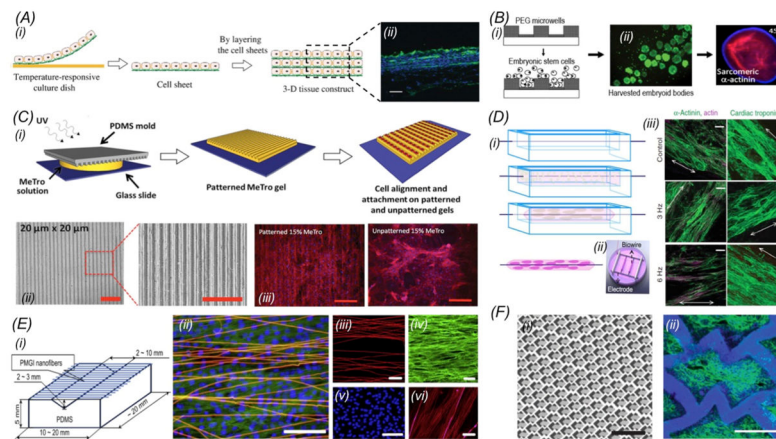 (A)
(i)
Temperature-responsive
culture dish
Cell sheet
By layering
the cell sheets
3-D tissue construct
(ii)
(B)
(i)
PEG microwells
Embryonic stem cells
(ii)
Harvested embryoid bodies
Sarcomeric
α-actinin
(C)
(i)
UV
PDMS mold
MeTro
solution
Glass slide
Patterned MeTro gel
Cell alignment and
attachment on patterned
and unpatterned gels
20 µm x 20 µm
(ii)
Patterned 15% MeTro
(iii)
Unpatterned 15% MeTro
(D)
(i)
(ii)
Biowire
Electrode
(iii)
α-Actinin, actin
Cardiac troponin
Control
3 Hz
6 Hz
(E)
(i)
PMGI nanofibers
2 ~ 10 mm
2 ~ 3 mm
5 mm
PDMS
10 ~ 20 mm
~ 20 mm
(ii)
(iii)
(iv)
(v)
(vi)
(F)
(i)
(ii)